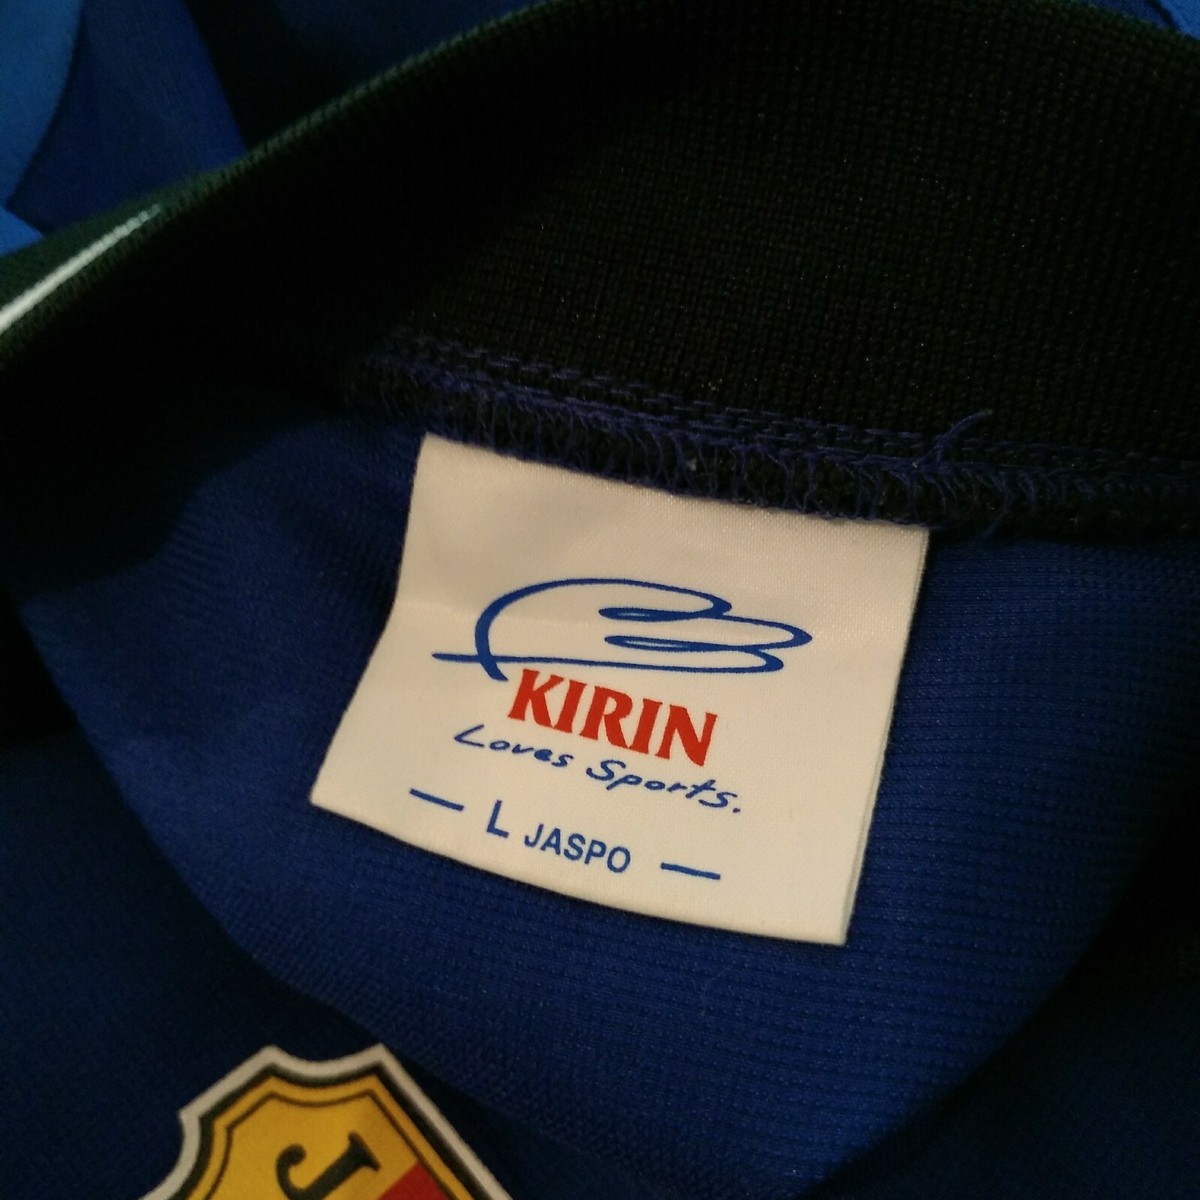 KIRIN
Loves Sports.
— L JASPO —
J